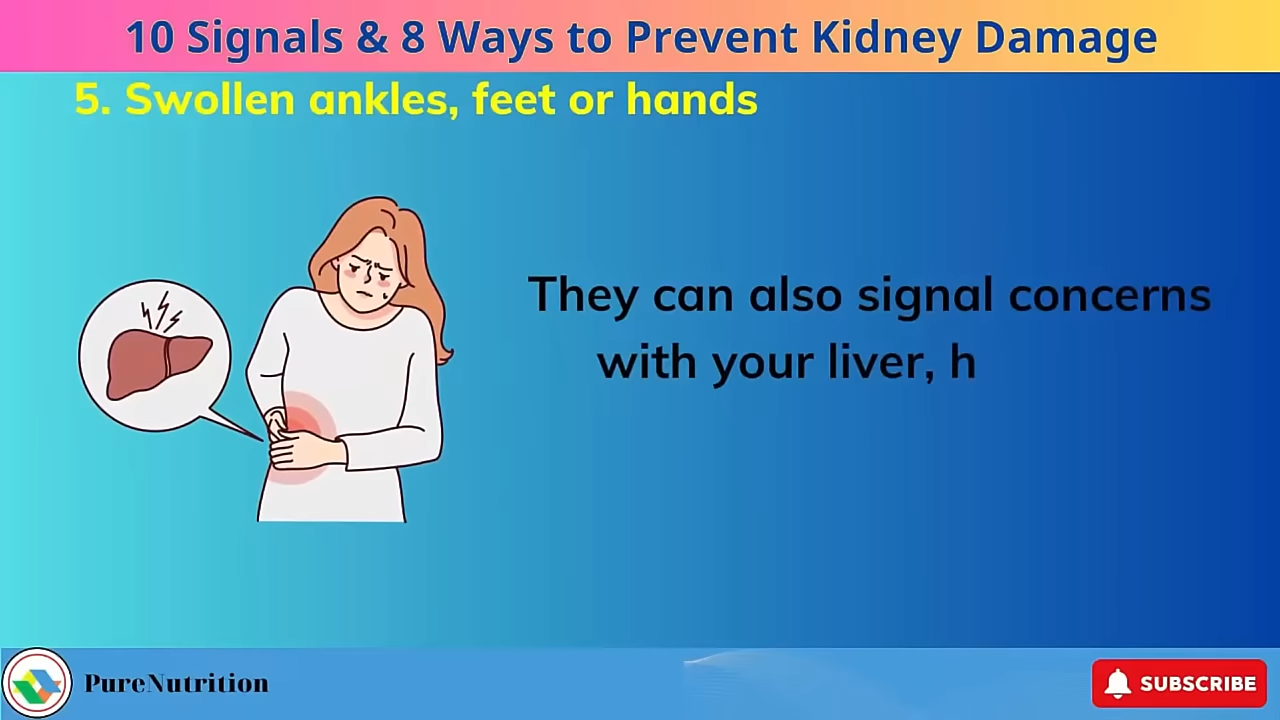 10 Signals & 8 Ways to Prevent Kidney Damage
5. Swollen ankles, feet or hands
They can also signal concerns
with your liver, h
PureNutrition
SUBSCRIBE